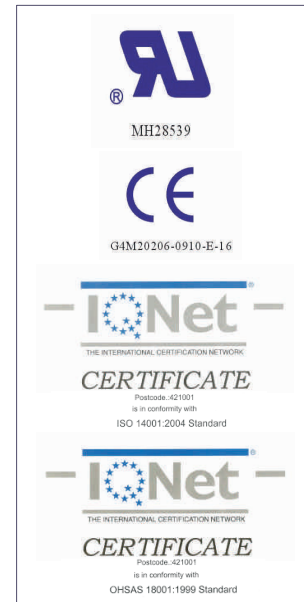 RU
®
MH28539
CE
G4M20206-0910-E-16
®
IQNet
THE INTERNATIONAL CERTIFICATION NETWORK
CERTIFICATE
Postcode.:421001
is in conformity with
ISO 14001:2004 Standard
®
IQNet
THE INTERNATIONAL CERTIFICATION NETWORK
CERTIFICATE
Postcode.:421001
is in conformity with
OHSAS 18001:1999 Standard